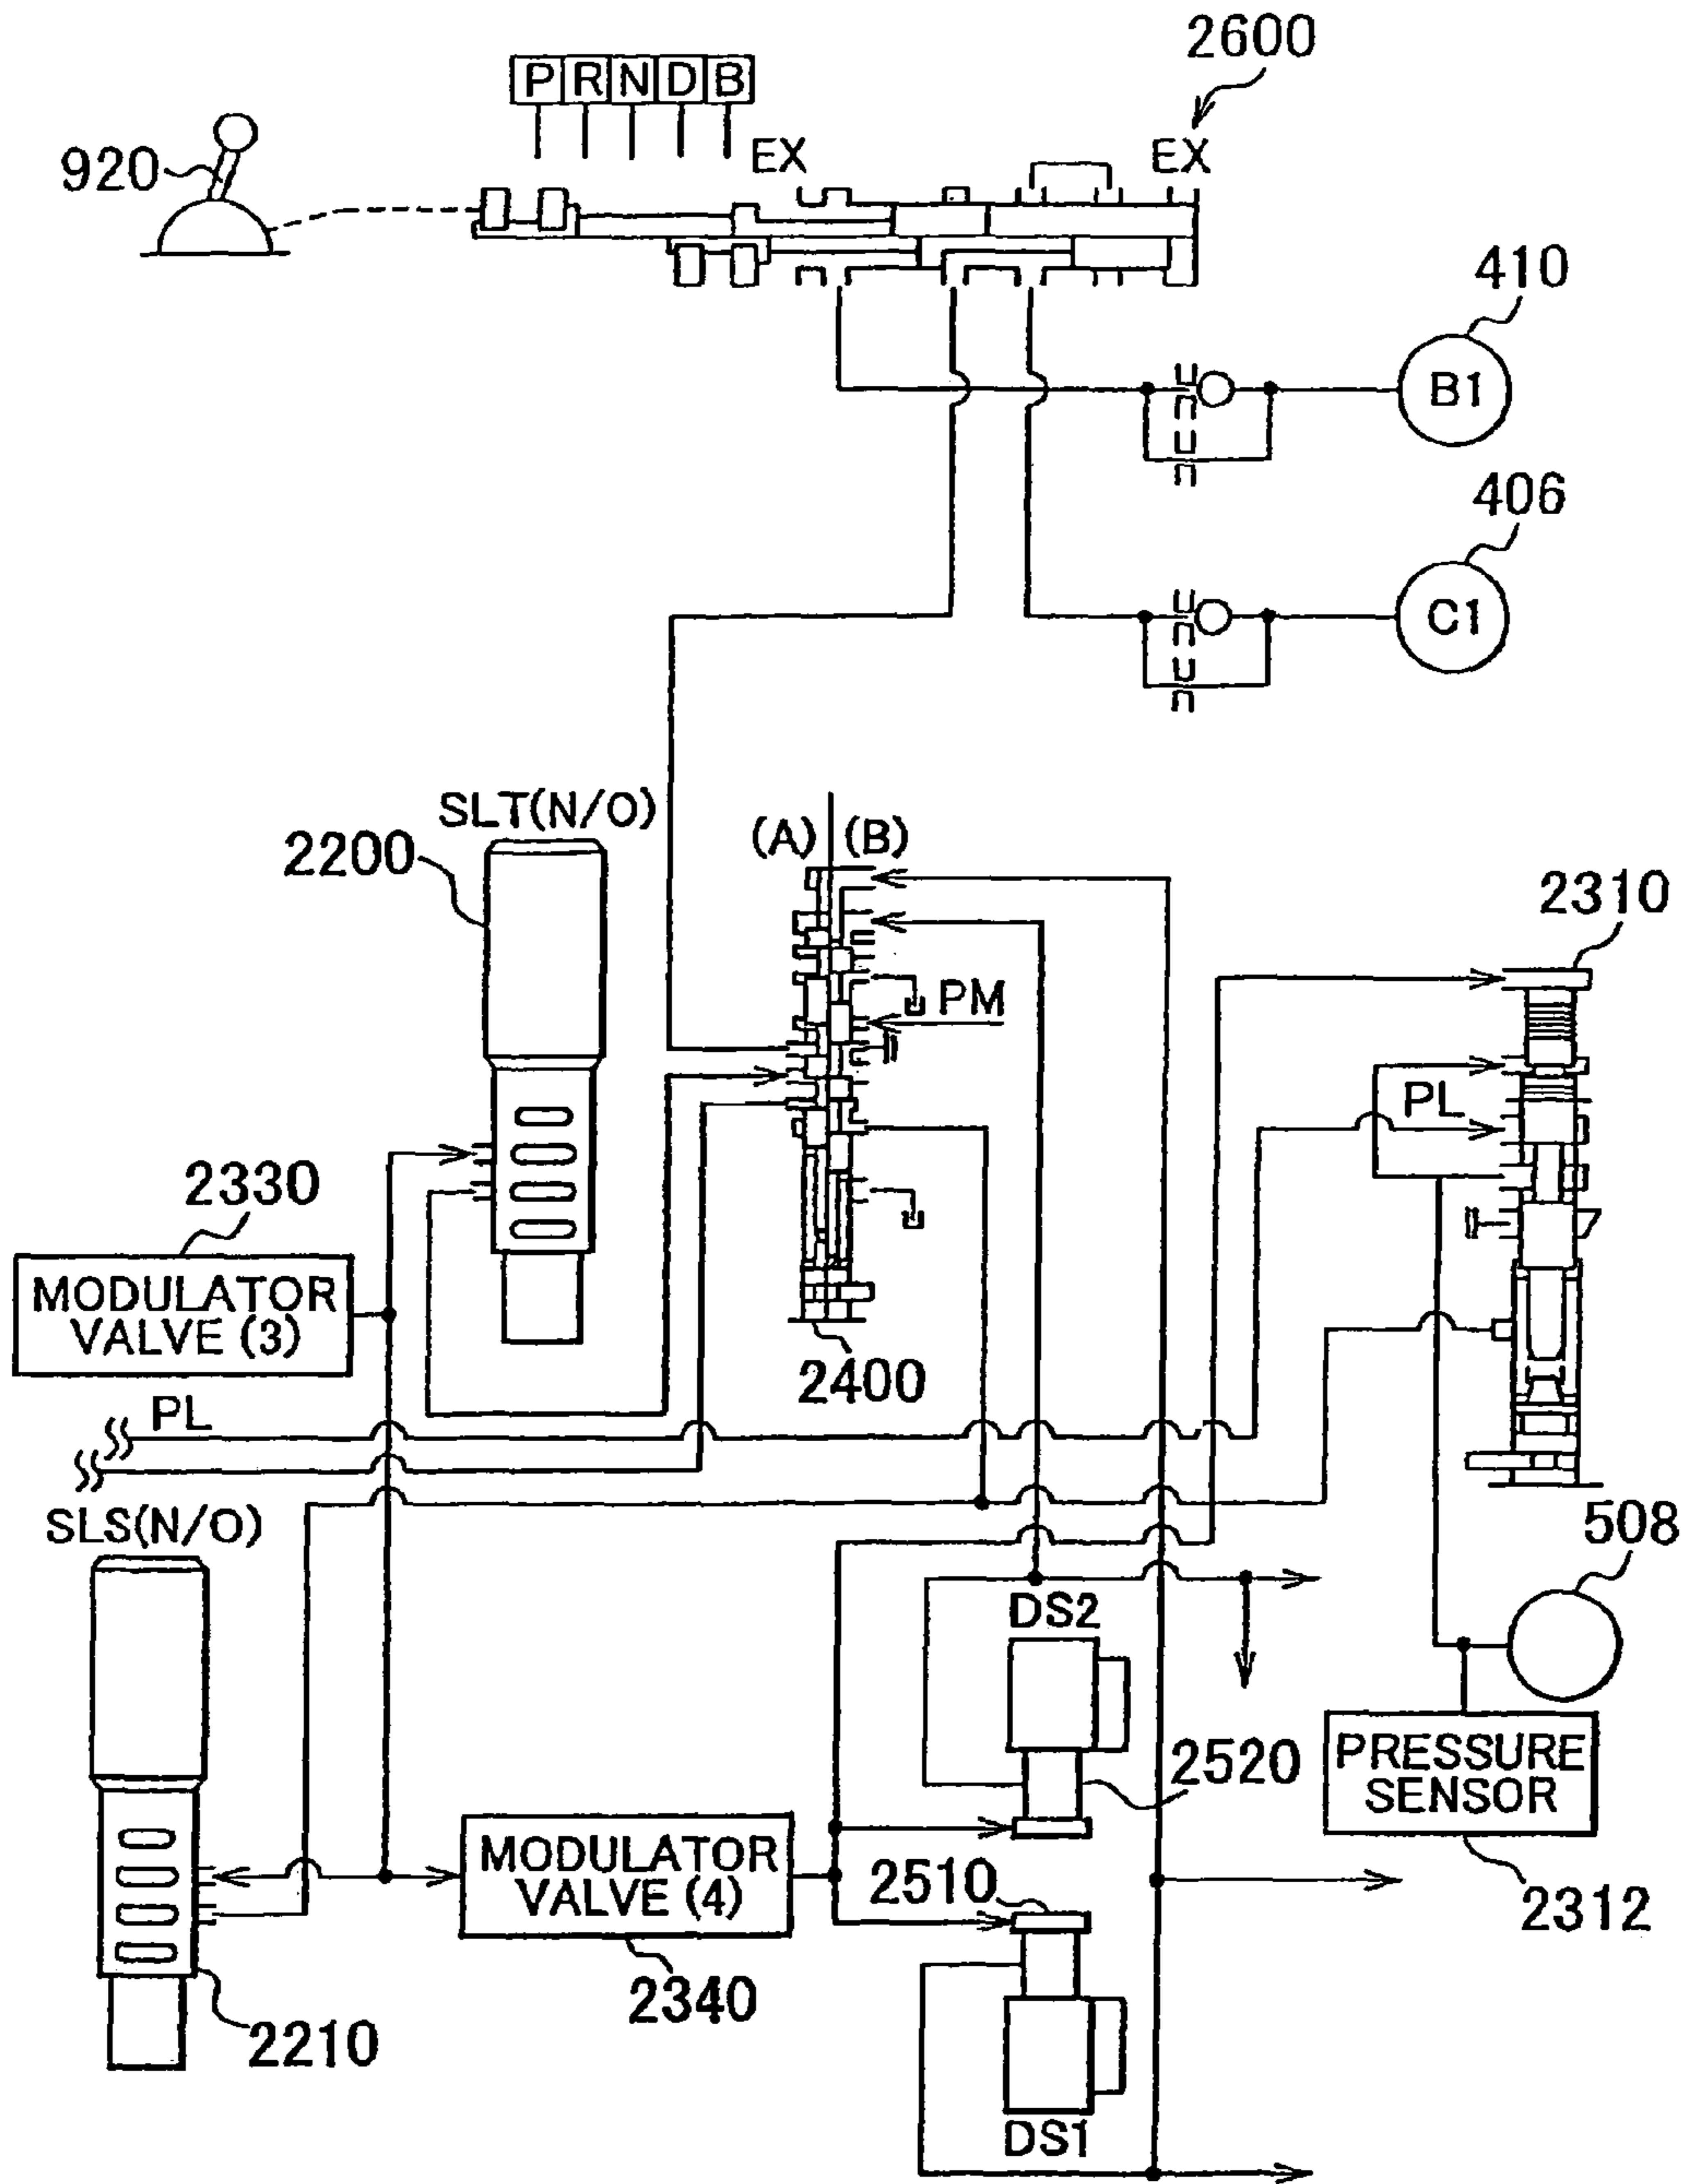 2600
P R N D B
EX
EX
920
410
B1
406
C1
SLT(N/O)
2200
(A) (B)
2310
PM
PL
2330
MODULATOR
VALVE (3)
2400
PL
SLS(N/O)
508
DS2
2520
PRESSURE
SENSOR
MODULATOR
VALVE (4)
2510
2312
2340
2210
DS1